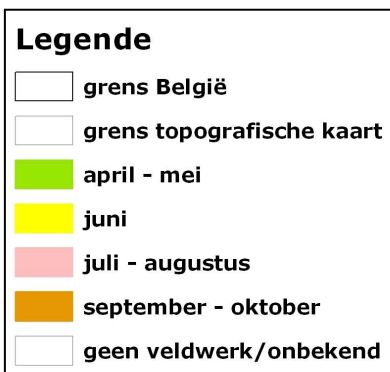 Legende
grens België
grens topografische kaart
april - mei
juni
juli - augustus
september - oktober
geen veldwerk/onbekend